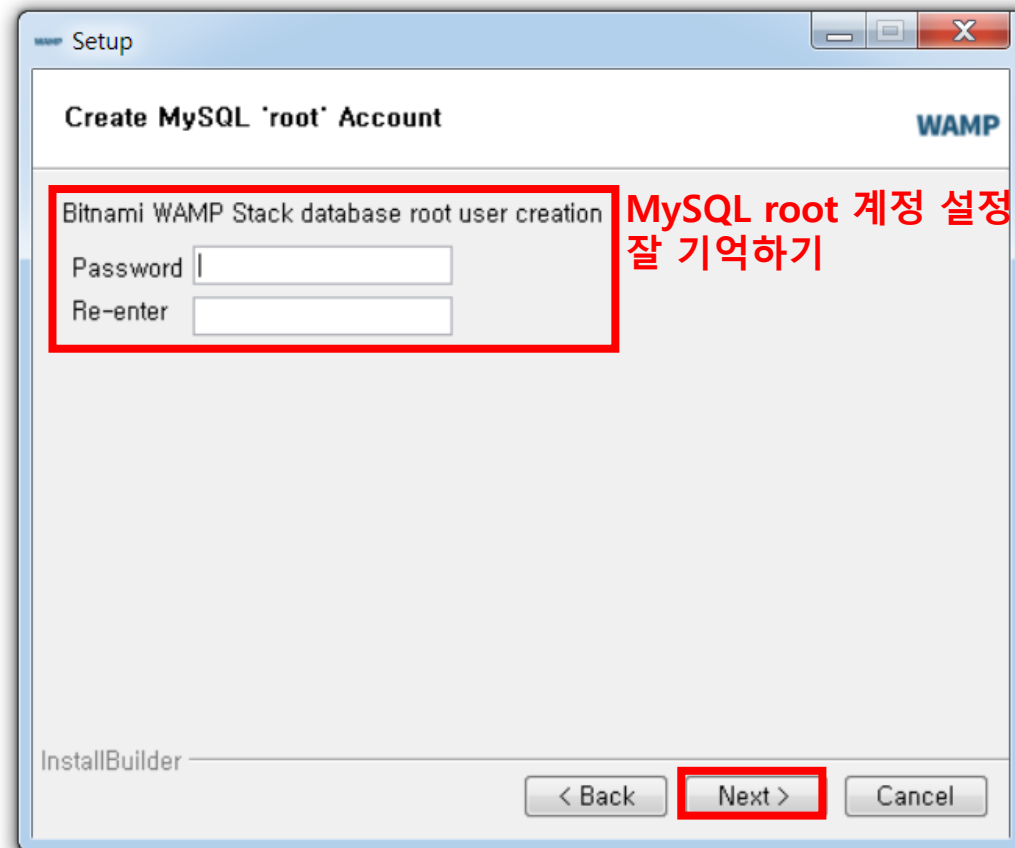 WAMP Setup
Create MySQL 'root' Account
WAMP
Bitnami WAMP Stack database root user creation
MySQL root 계정 설정
잘 기억하기
Password
Re-enter
InstallBuilder
< Back
Next >
Cancel